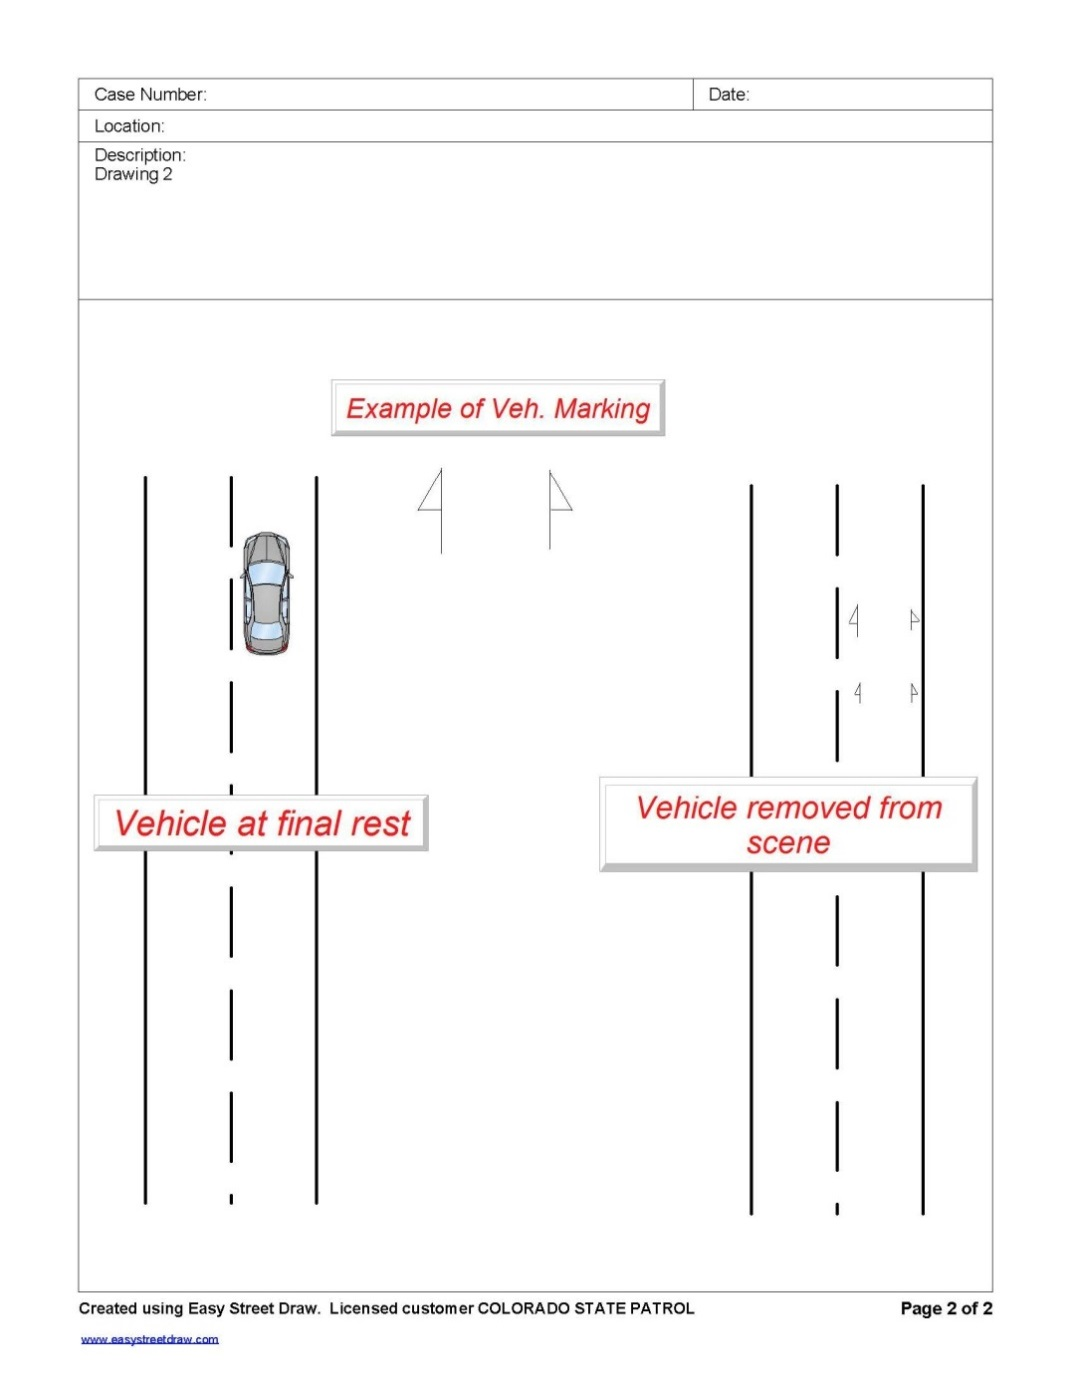 Case Number:
Date:
Location:
Description:
Drawing 2
Example of Veh. Marking
Vehicle at final rest
Vehicle removed from
scene
Created using Easy Street Draw.  Licensed customer COLORADO STATE PATROL
Page 2 of 2
www.easystreetdraw.com